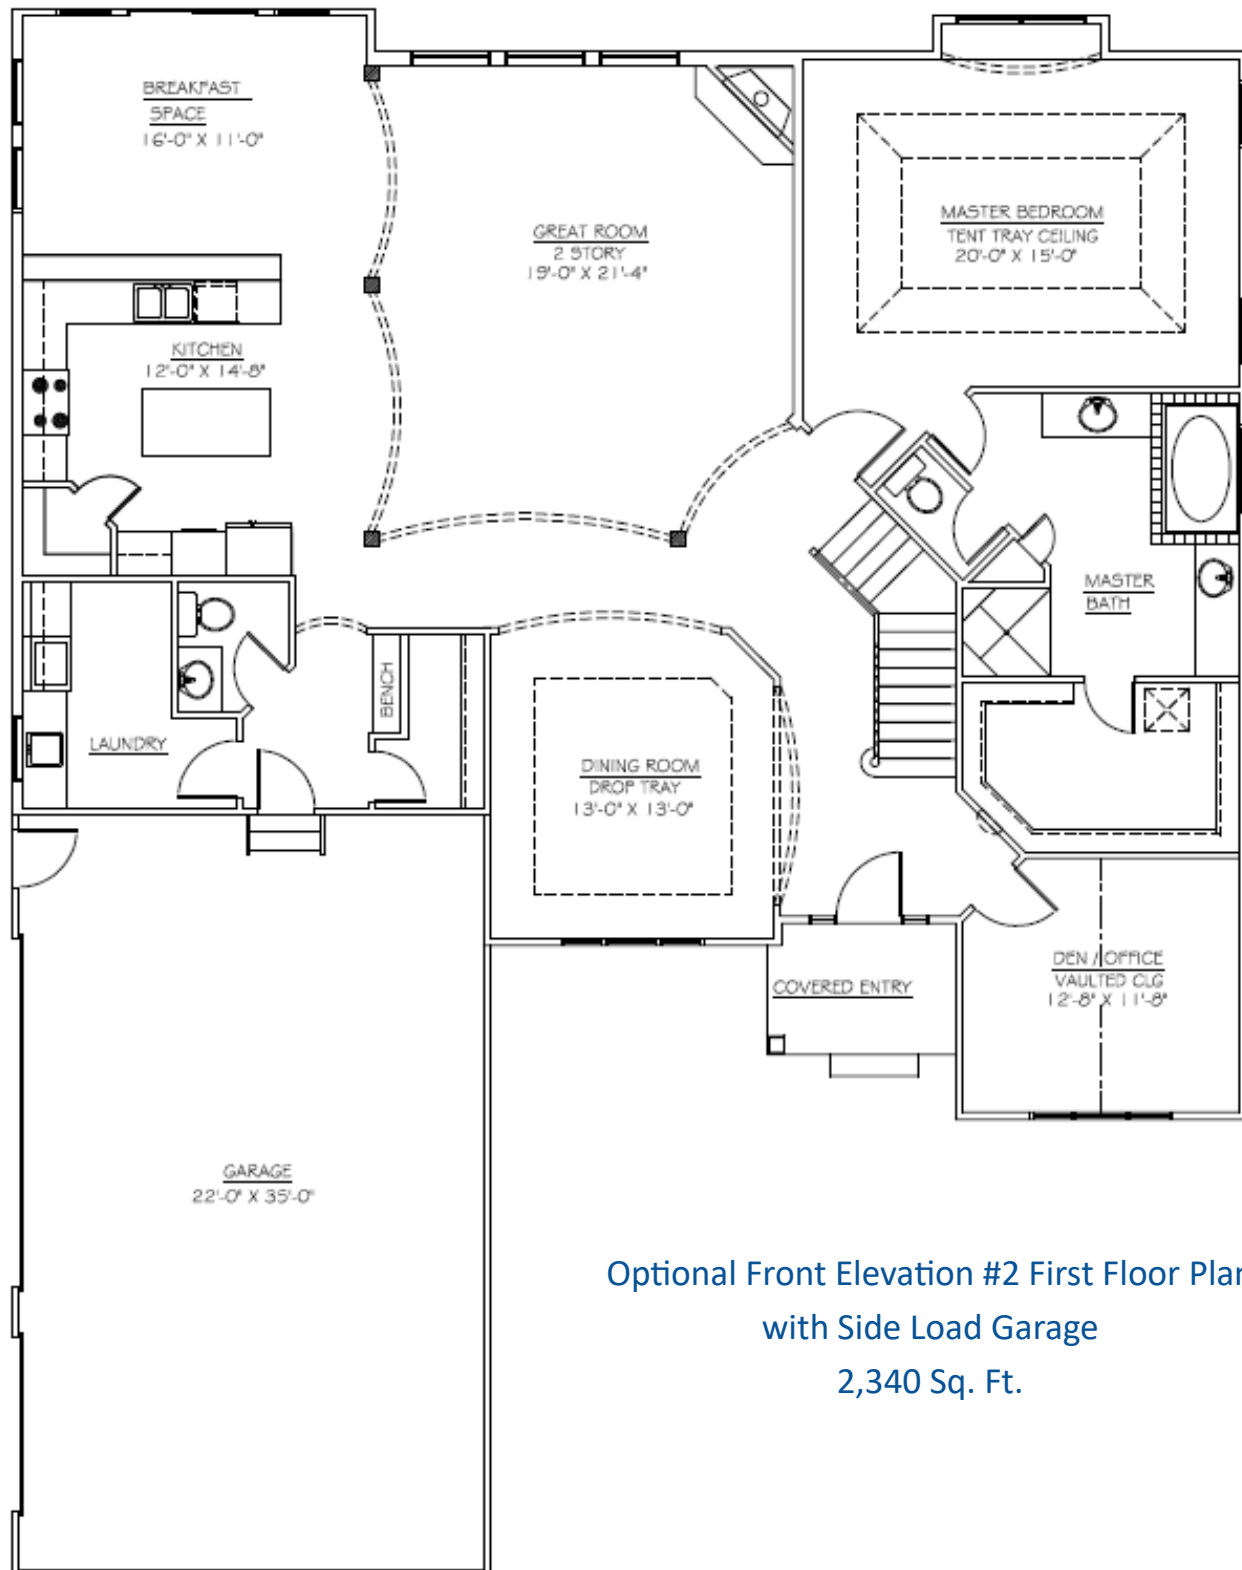 BREAKFAST
SPACE
16'-0" X 11'-0"
GREAT ROOM
2 STORY
19'-0" X 21'-4"
MASTER BEDROOM
TENT TRAY CEILING
20'-0" X 15'-0"
KITCHEN
12'-0" X 14'-8"
MASTER
BATH
BENCH
LAUNDRY
DINING ROOM
DROP TRAY
13'-0" X 13'-0"
DEN / OFFICE
VAULTED CLG
12'-8" X 11'-8"
COVERED ENTRY
GARAGE
22'-0" X 35'-0"
Optional Front Elevation #2 First Floor Plan
with Side Load Garage
2,340 Sq. Ft.